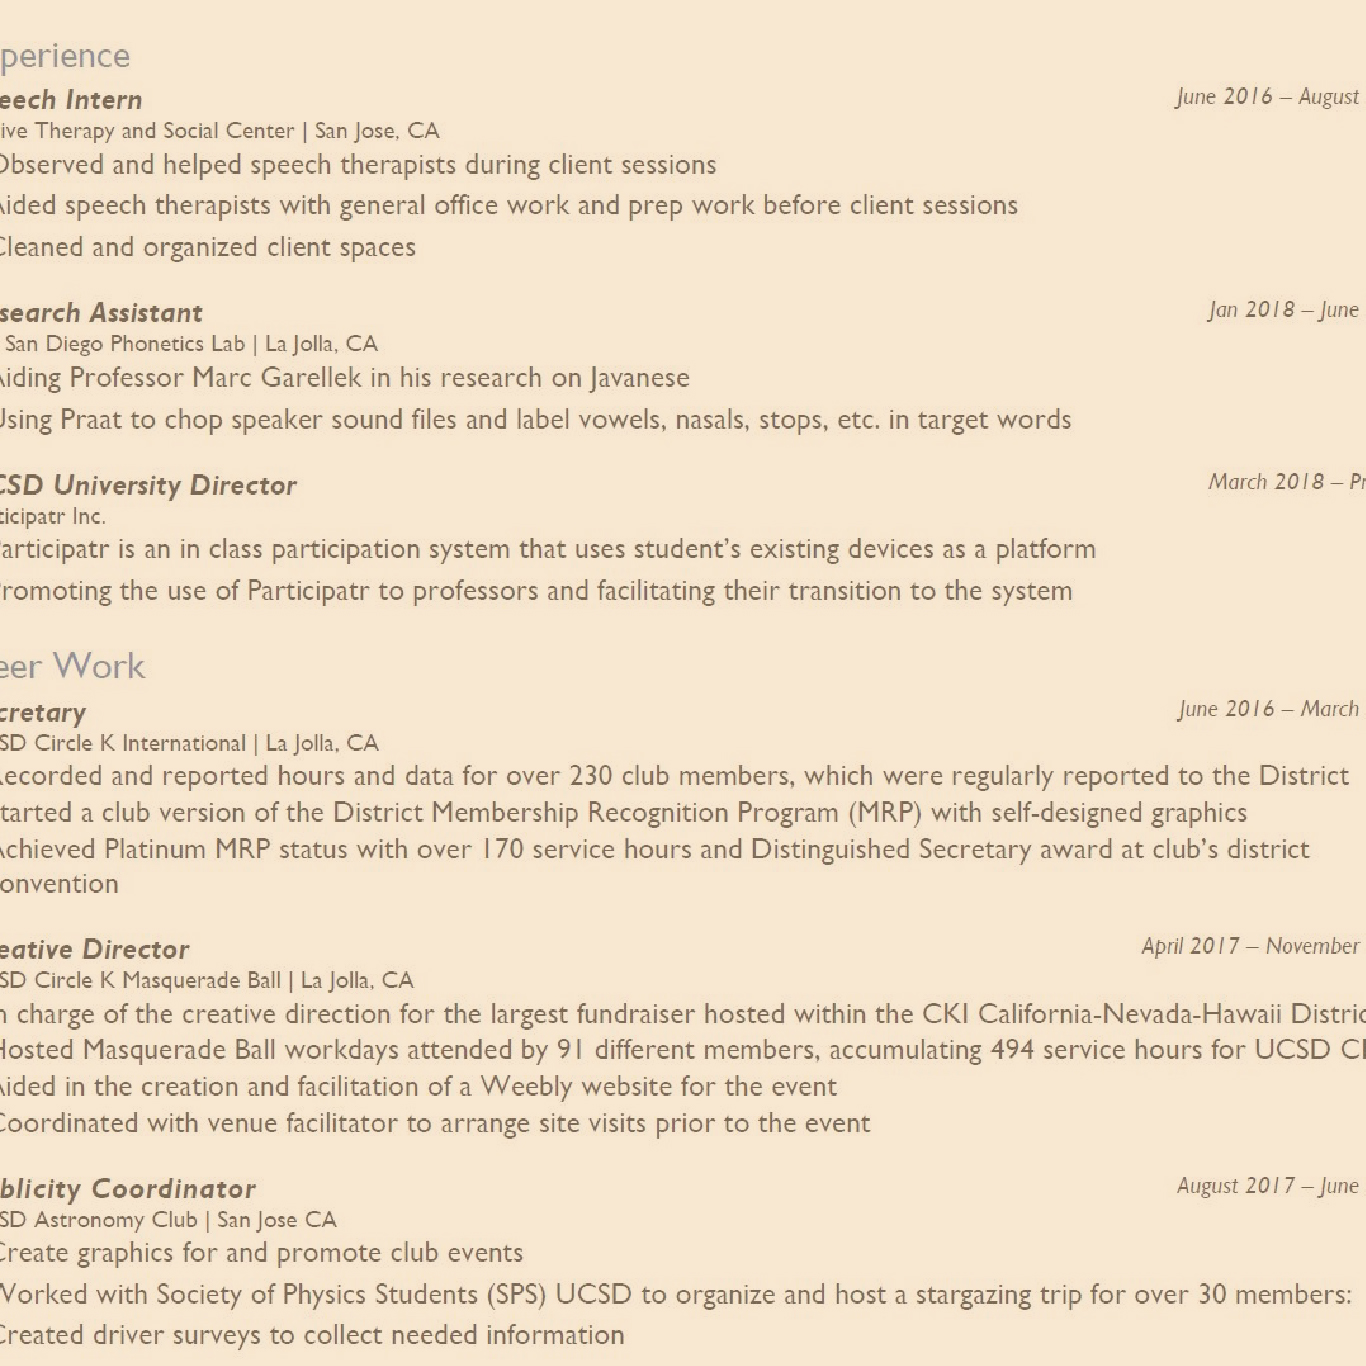 perience
eech Intern June 2016 – August
ive Therapy and Social Center | San Jose, CA
Observed and helped speech therapists during client sessions
Aided speech therapists with general office work and prep work before client sessions
Cleaned and organized client spaces
search Assistant Jan 2018 – June
San Diego Phonetics Lab | La Jolla, CA
Aiding Professor Marc Garellek in his research on Javanese
Using Praat to chop speaker sound files and label vowels, nasals, stops, etc. in target words
CSD University Director March 2018 – Pr
ticipatr Inc.
Participatr is an in class participation system that uses student’s existing devices as a platform
Promoting the use of Participatr to professors and facilitating their transition to the system
eer Work
cretary June 2016 – March
SD Circle K International | La Jolla, CA
Recorded and reported hours and data for over 230 club members, which were regularly reported to the District
tarted a club version of the District Membership Recognition Program (MRP) with self-designed graphics
Achieved Platinum MRP status with over 170 service hours and Distinguished Secretary award at club’s district
onvention
eative Director April 2017 – November
SD Circle K Masquerade Ball | La Jolla, CA
n charge of the creative direction for the largest fundraiser hosted within the CKI California-Nevada-Hawaii Distric
Hosted Masquerade Ball workdays attended by 91 different members, accumulating 494 service hours for UCSD C
Aided in the creation and facilitation of a Weebly website for the event
Coordinated with venue facilitator to arrange site visits prior to the event
blicity Coordinator August 2017 – June
SD Astronomy Club | San Jose CA
Create graphics for and promote club events
Worked with Society of Physics Students (SPS) UCSD to organize and host a stargazing trip for over 30 members:
Created driver surveys to collect needed information